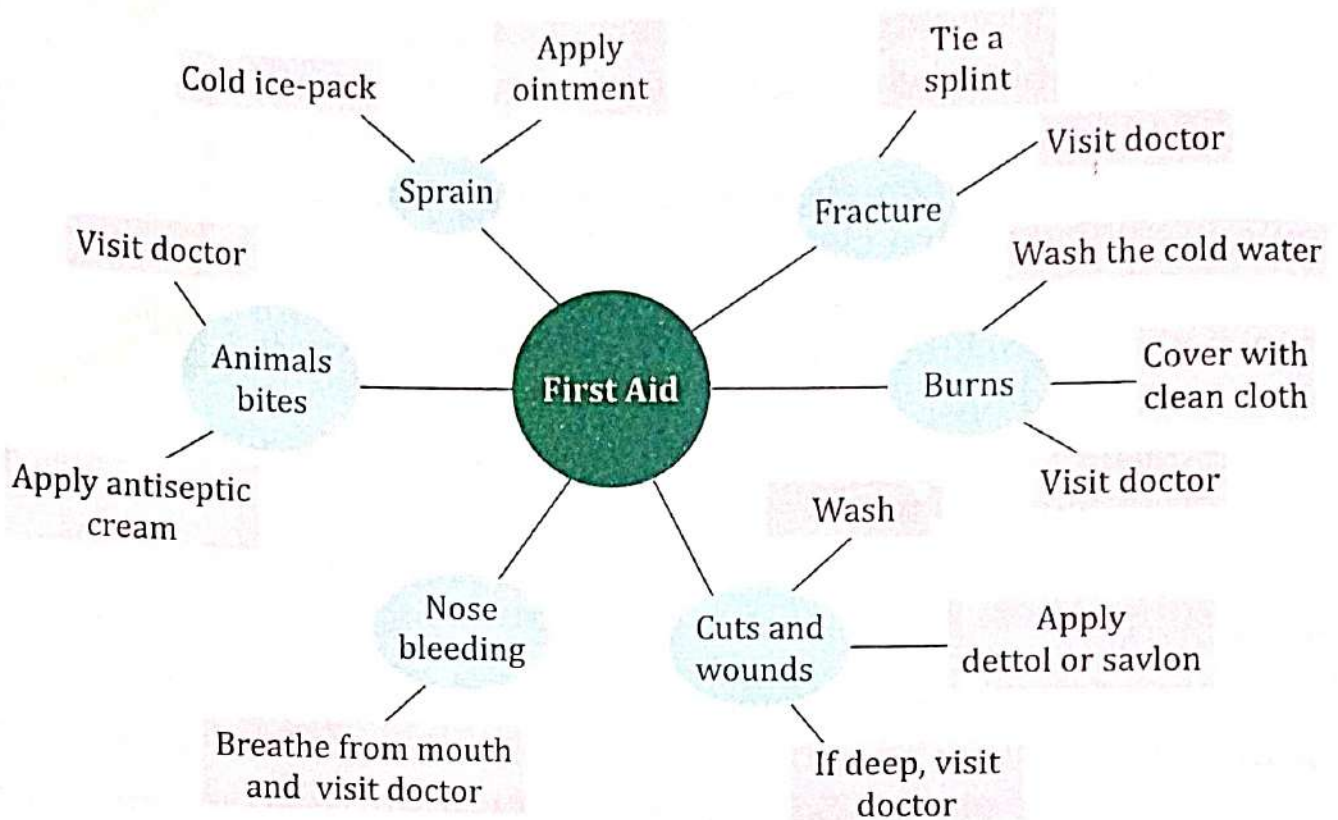 First Aid
Cold ice-pack
Apply
ointment
Sprain
Tie a
splint
Visit doctor
Fracture
Wash the cold water
Cover with
clean cloth
Visit doctor
Burns
Wash
Apply
dettol or savlon
If deep, visit
doctor
Cuts and
wounds
Nose
bleeding
Breathe from mouth
and visit doctor
Visit doctor
Animals
bites
Apply antiseptic
cream